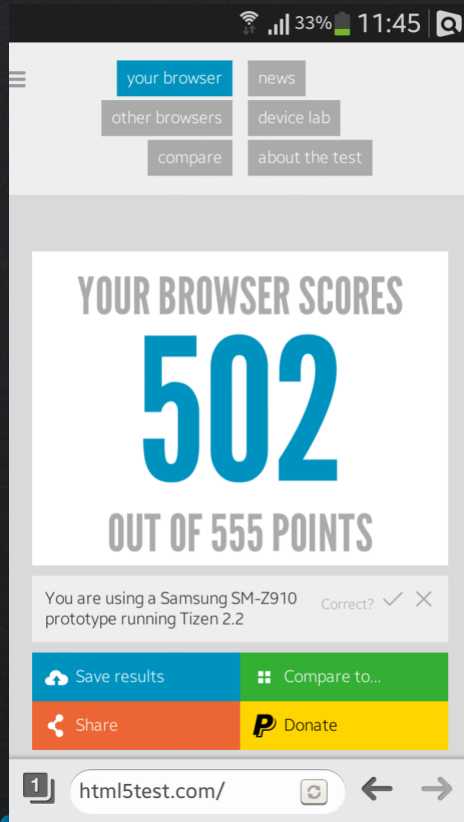 33% 11:45
your browser
news
other browsers
device lab
compare
about the test
YOUR BROWSER SCORES
502
OUT OF 555 POINTS
You are using a Samsung SM-Z910
prototype running Tizen 2.2
Correct?
Save results
Compare to...
Share
Donate
1
html5test.com/